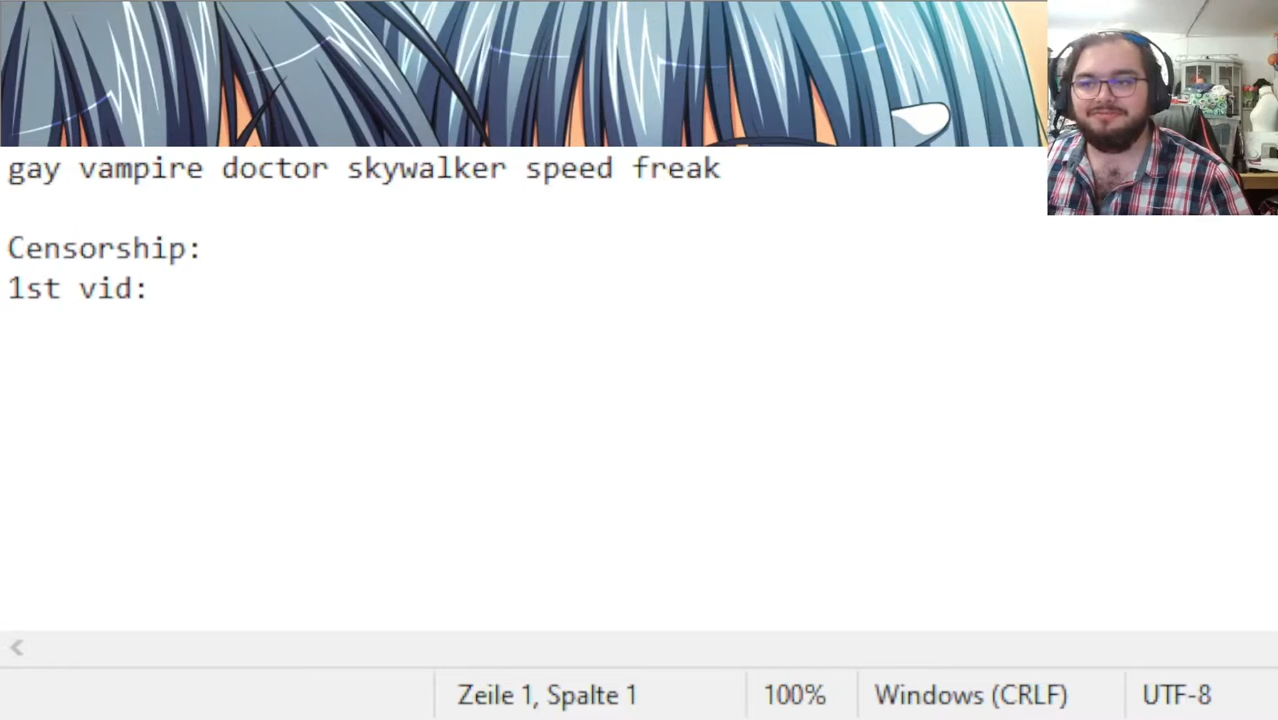 gay vampire doctor skywalker speed freak
Censorship:
1st vid:
Zeile 1, Spalte 1
100%
Windows (CRLF)
UTF-8